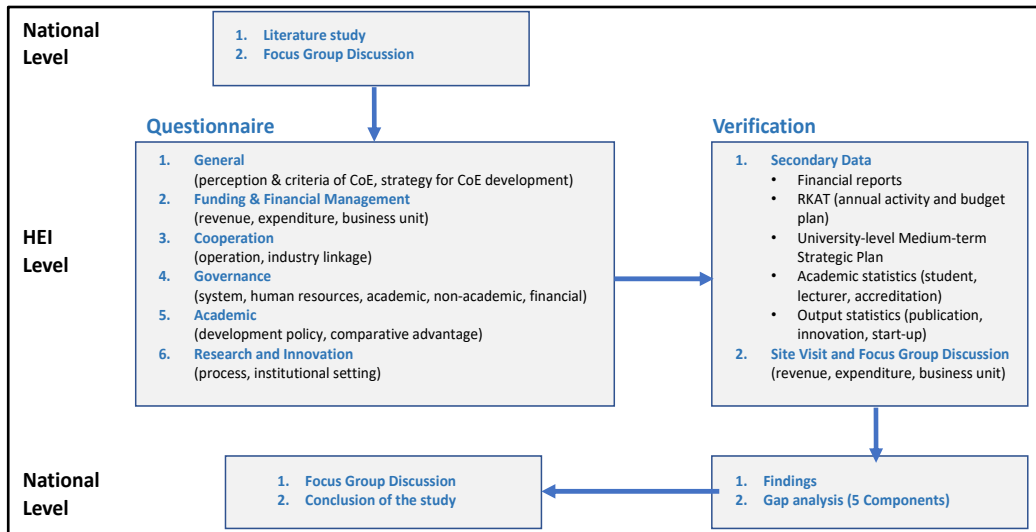 National
Level
1. Literature study
2. Focus Group Discussion
Questionnaire
Verification
HEI
Level
1. General
(perception & criteria of CoE, strategy for CoE development)
2. Funding & Financial Management
(revenue, expenditure, business unit)
3. Cooperation
(operation, industry linkage)
4. Governance
(system, human resources, academic, non-academic, financial)
5. Academic
(development policy, comparative advantage)
6. Research and Innovation
(process, institutional setting)
1. Secondary Data
• Financial reports
• RKAT (annual activity and budget
plan)
• University-level Medium-term
Strategic Plan
• Academic statistics (student,
lecturer, accreditation)
• Output statistics (publication,
innovation, start-up)
2. Site Visit and Focus Group Discussion
(revenue, expenditure, business unit)
National
Level
1. Focus Group Discussion
2. Conclusion of the study
1. Findings
2. Gap analysis (5 Components)